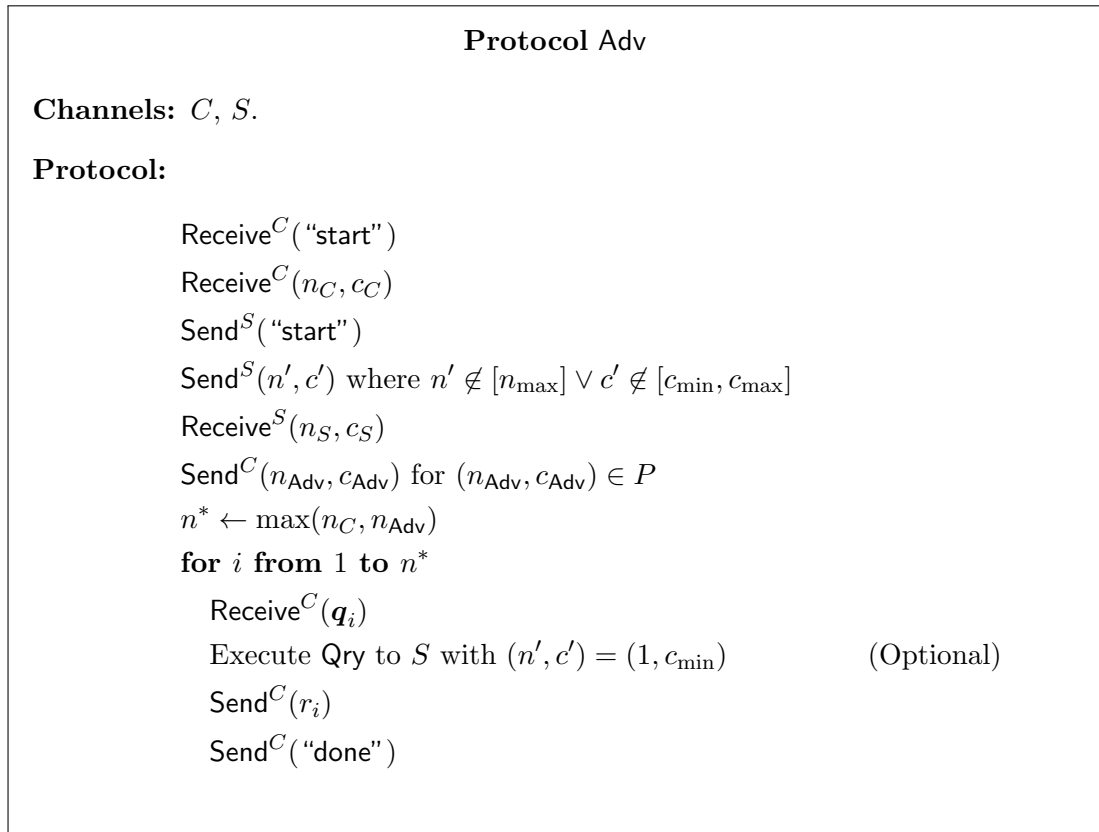 Protocol Adv
Channels: C, S.
Protocol:
Receive^C("start")
Receive^C(n_C, c_C)
Send^S("start")
Send^S(n′, c′) where n′ ∉ [n_max] ∨ c′ ∉ [c_min, c_max]
Receive^S(n_S, c_S)
Send^C(n_Adv, c_Adv) for (n_Adv, c_Adv) ∈ P
n* ← max(n_C, n_Adv)
for i from 1 to n*
Receive^C(q_i)
Execute Qry to S with (n′, c′) = (1, c_min) (Optional)
Send^C(r_i)
Send^C("done")